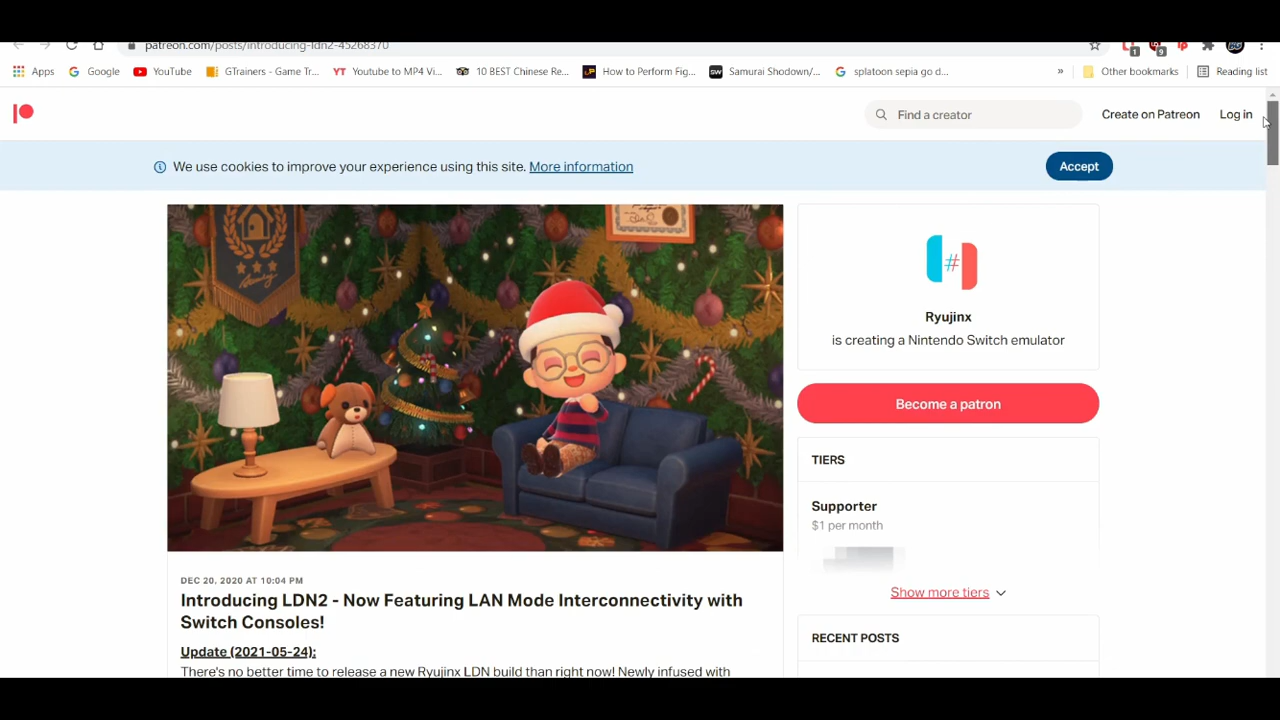 patreon.com/posts/introducing-ldn2-45268370
1
9
Apps
Google
YouTube
GTrainers - Game Tr...
Youtube to MP4 Vi...
10 BEST Chinese Re...
How to Perform Fig...
Samurai Shodown/...
splatoon sepia go d...
»
Other bookmarks
Reading list
Find a creator
Create on Patreon
Log in
We use cookies to improve your experience using this site. More information
Accept
#
Ryujinx
is creating a Nintendo Switch emulator
Become a patron
TIERS
Supporter
$1 per month
Show more tiers
DEC 20, 2020 AT 10:04 PM
Introducing LDN2 - Now Featuring LAN Mode Interconnectivity with
Switch Consoles!
Update (2021-05-24):
There's no better time to release a new Ryujinx LDN build than right now! Newly infused with
RECENT POSTS